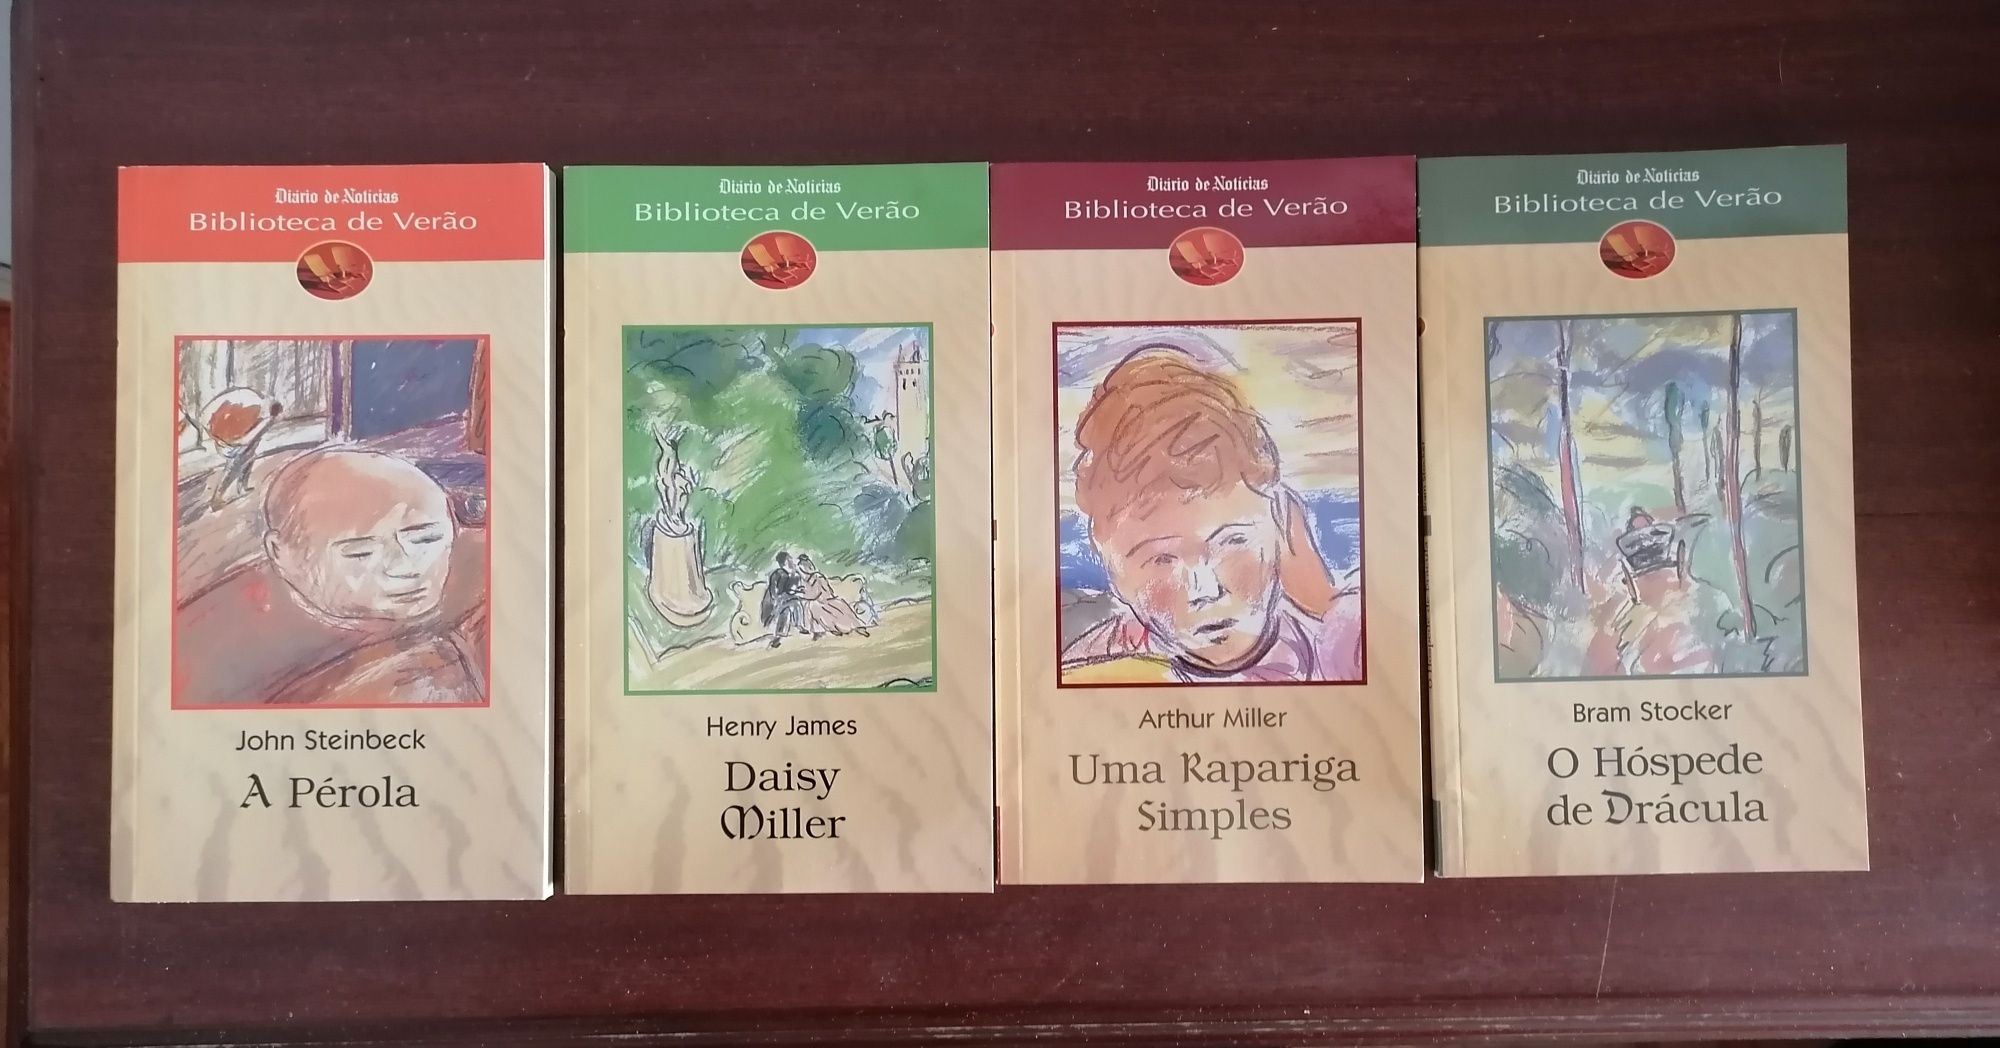 Diário de Notícias
Biblioteca de Verão
John Steinbeck
A Pérola
Diário de Notícias
Biblioteca de Verão
Henry James
Daisy
Miller
Diário de Notícias
Biblioteca de Verão
Arthur Miller
Uma Rapariga
Simples
Diário de Notícias
Biblioteca de Verão
Bram Stocker
O Hóspede
de Drácula